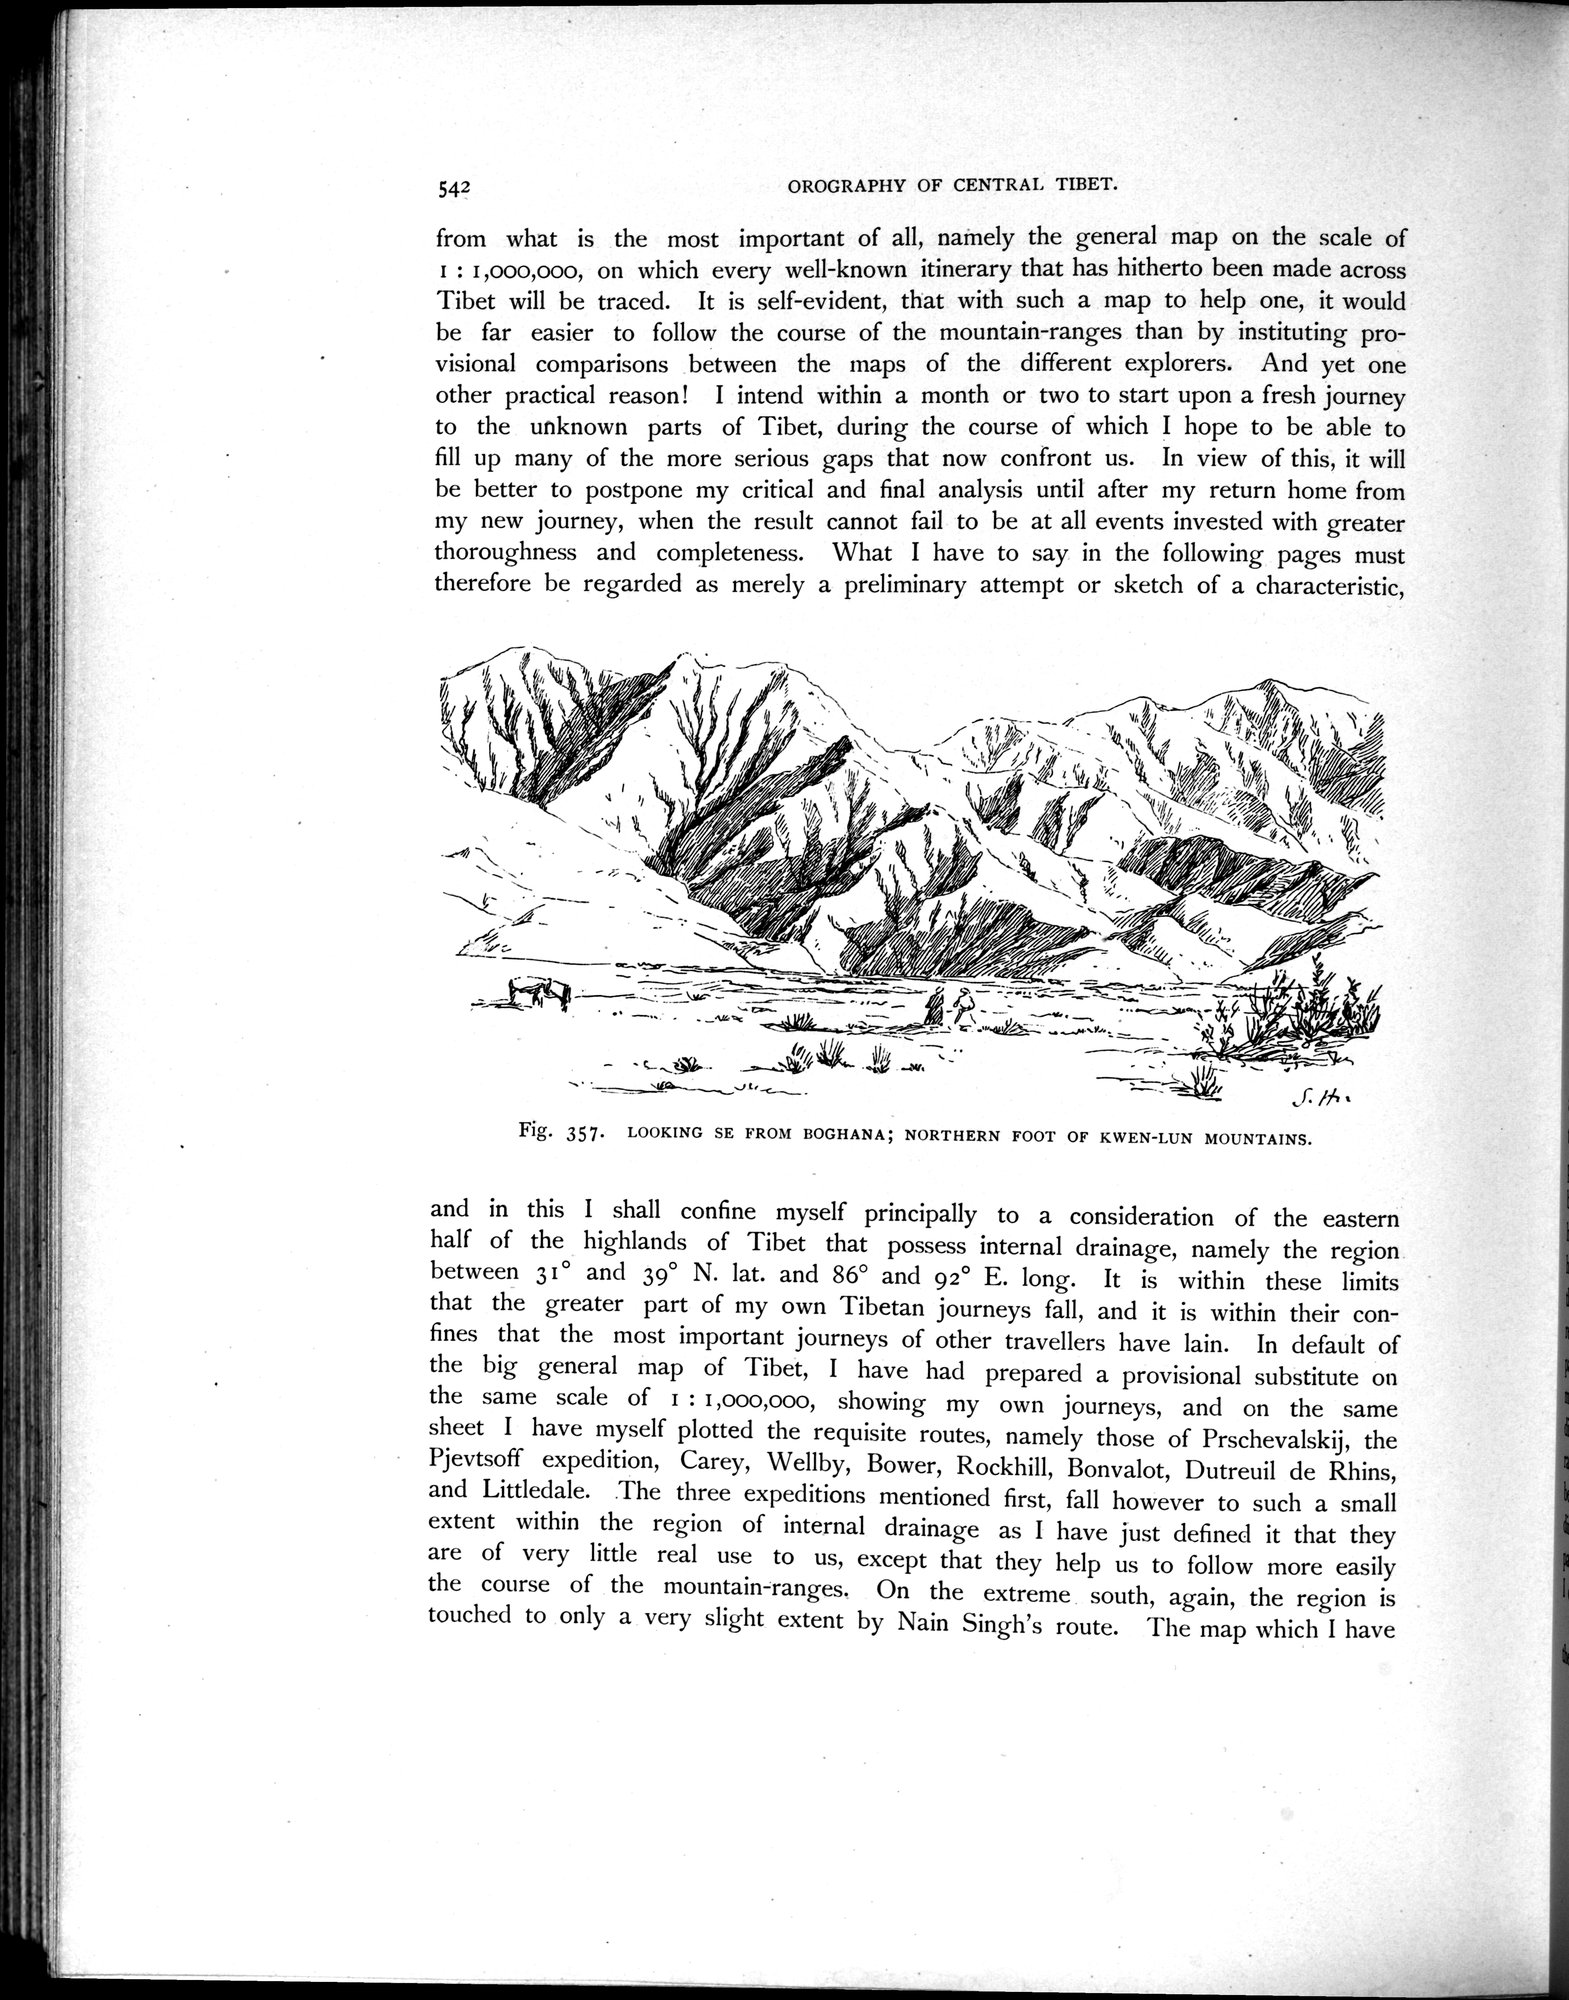 542
OROGRAPHY OF CENTRAL TIBET.
from what is the most important of all, namely the general map on the scale of
1 : 1,000,000, on which every well-known itinerary that has hitherto been made across
Tibet will be traced. It is self-evident, that with such a map to help one, it would
be far easier to follow the course of the mountain-ranges than by instituting pro-
visional comparisons between the maps of the different explorers. And yet one
other practical reason! I intend within a month or two to start upon a fresh journey
to the unknown parts of Tibet, during the course of which I hope to be able to
fill up many of the more serious gaps that now confront us. In view of this, it will
be better to postpone my critical and final analysis until after my return home from
my new journey, when the result cannot fail to be at all events invested with greater
thoroughness and completeness. What I have to say in the following pages must
therefore be regarded as merely a preliminary attempt or sketch of a characteristic,
S. H.
Fig. 357. LOOKING SE FROM BOGHANA; NORTHERN FOOT OF KWEN-LUN MOUNTAINS.
and in this I shall confine myself principally to a consideration of the eastern
half of the highlands of Tibet that possess internal drainage, namely the region
between 31° and 39° N. lat. and 86° and 92° E. long. It is within these limits
that the greater part of my own Tibetan journeys fall, and it is within their con-
fines that the most important journeys of other travellers have lain. In default of
the big general map of Tibet, I have had prepared a provisional substitute on
the same scale of 1 : 1,000,000, showing my own journeys, and on the same
sheet I have myself plotted the requisite routes, namely those of Prschevalskij, the
Pjevtsoff expedition, Carey, Wellby, Bower, Rockhill, Bonvalot, Dutreuil de Rhins,
and Littledale. The three expeditions mentioned first, fall however to such a small
extent within the region of internal drainage as I have just defined it that they
are of very little real use to us, except that they help us to follow more easily
the course of the mountain-ranges. On the extreme south, again, the region is
touched to only a very slight extent by Nain Singh's route. The map which I have